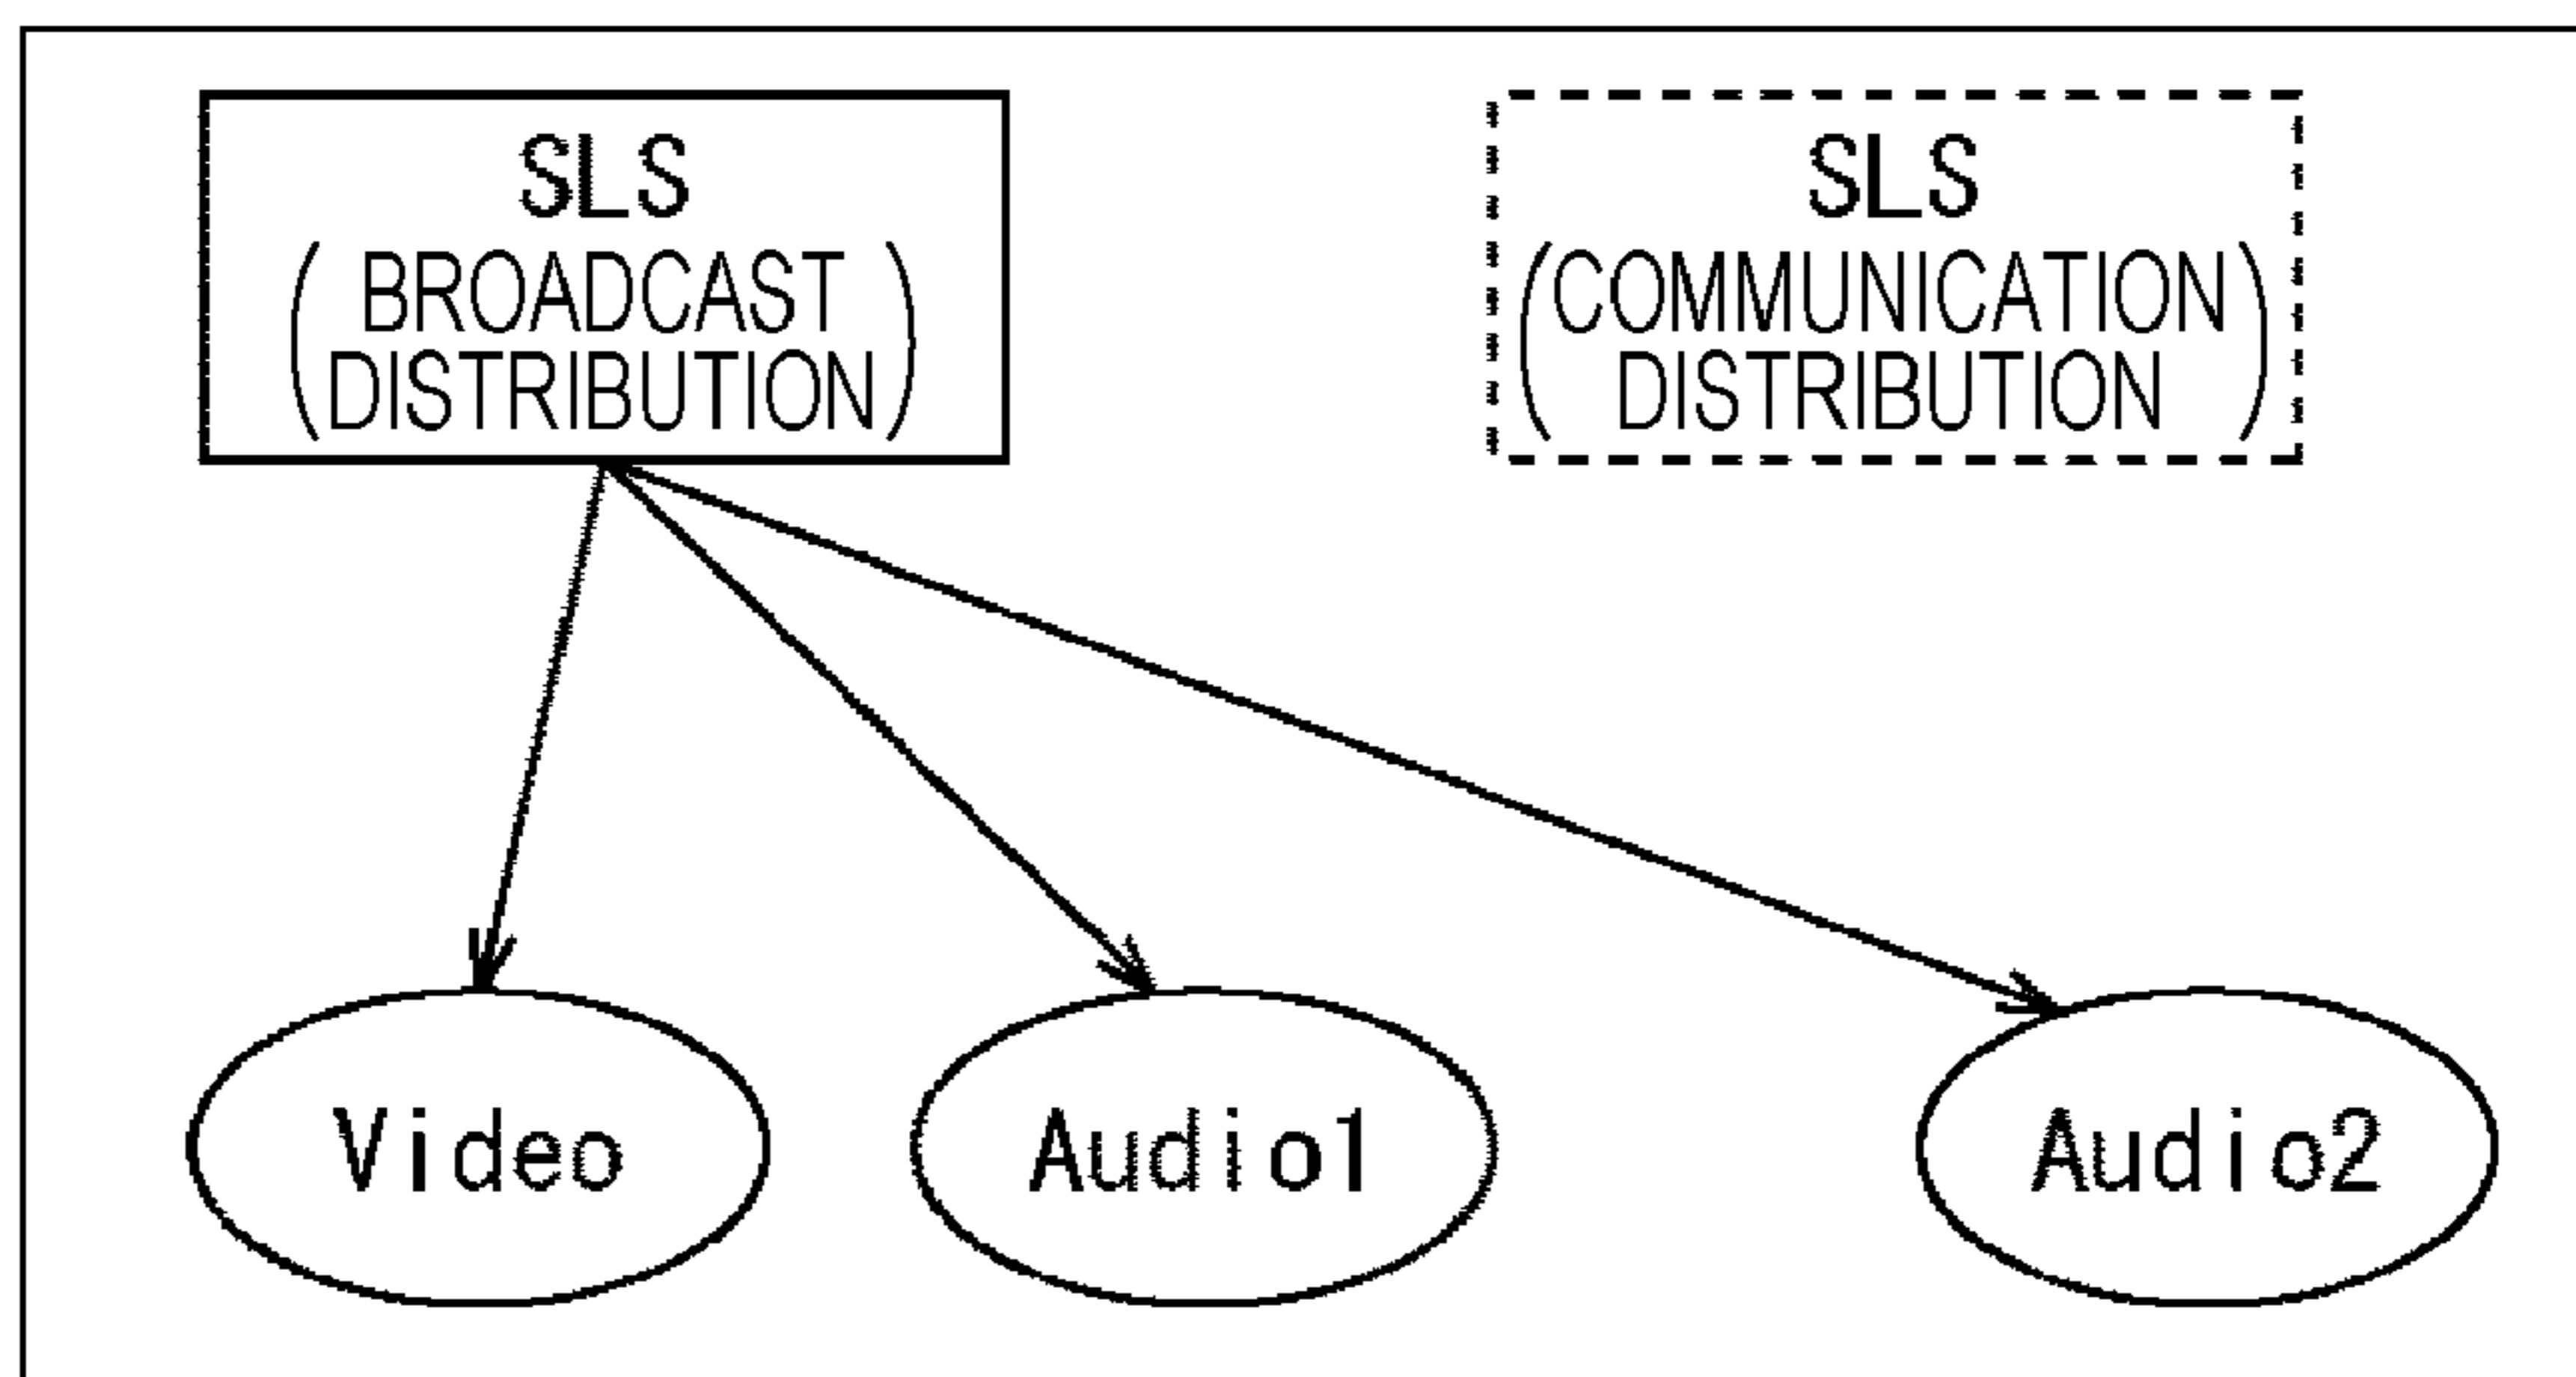 SLS
(BROADCAST
DISTRIBUTION)
SLS
(COMMUNICATION
DISTRIBUTION)
Video
Audio1
Audio2